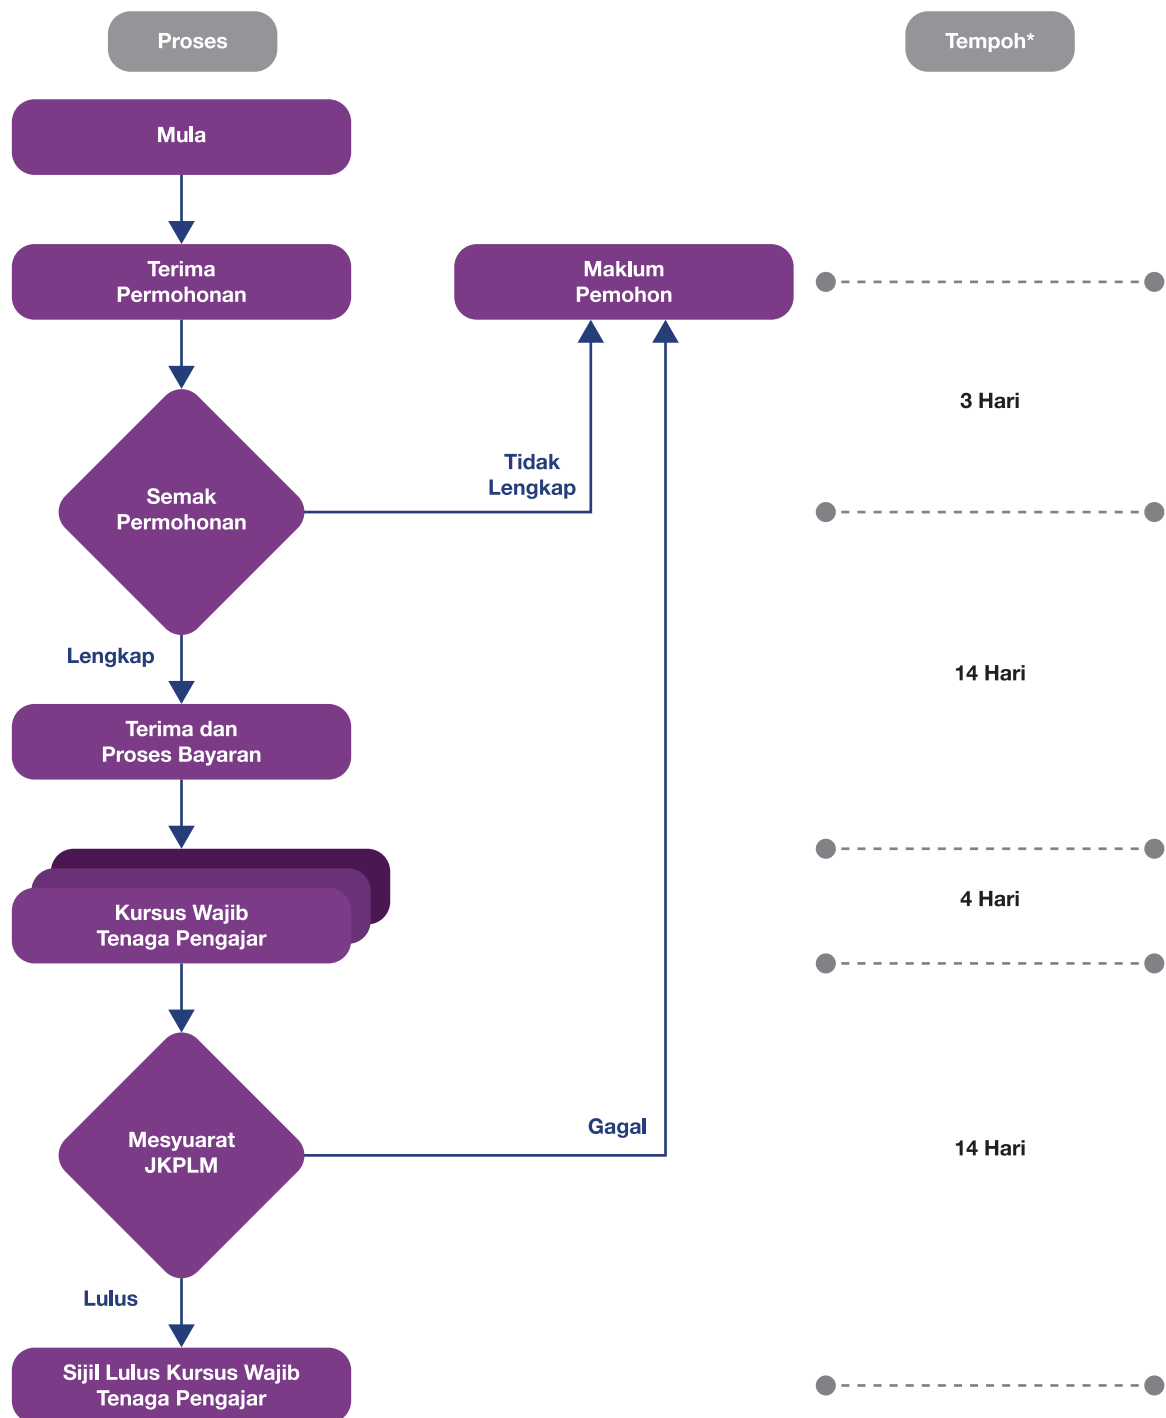 Proses
Tempoh*
Mula
Terima
Permohonan
Maklum
Pemohon
3 Hari
Tidak
Lengkap
Semak
Permohonan
Lengkap
14 Hari
Terima dan
Proses Bayaran
Kursus Wajib
Tenaga Pengajar
4 Hari
Mesyuarat
JKPLM
Gagal
14 Hari
Lulus
Sijil Lulus Kursus Wajib
Tenaga Pengajar